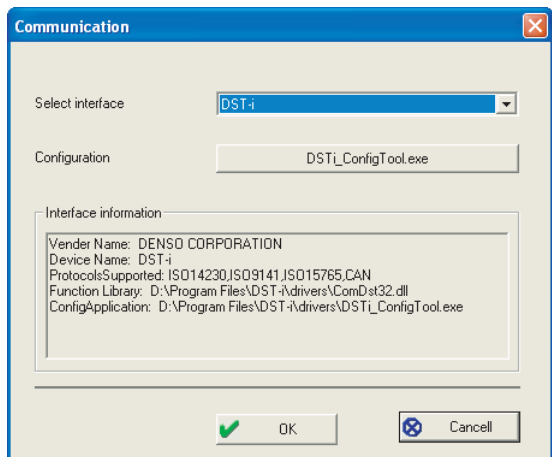 Communication
Select interface
DST-i
Configuration
DSTi_ConfigTool.exe
Interface information
Vender Name: DENSO CORPORATION
Device Name: DST-i
ProtocolsSupported: ISO14230,ISO9141,ISO15765,CAN
Function Library: D:\Program Files\DST-i\drivers\ComDst32.dll
ConfigApplication: D:\Program Files\DST-i\drivers\DSTi_ConfigTool.exe
OK
Cancell